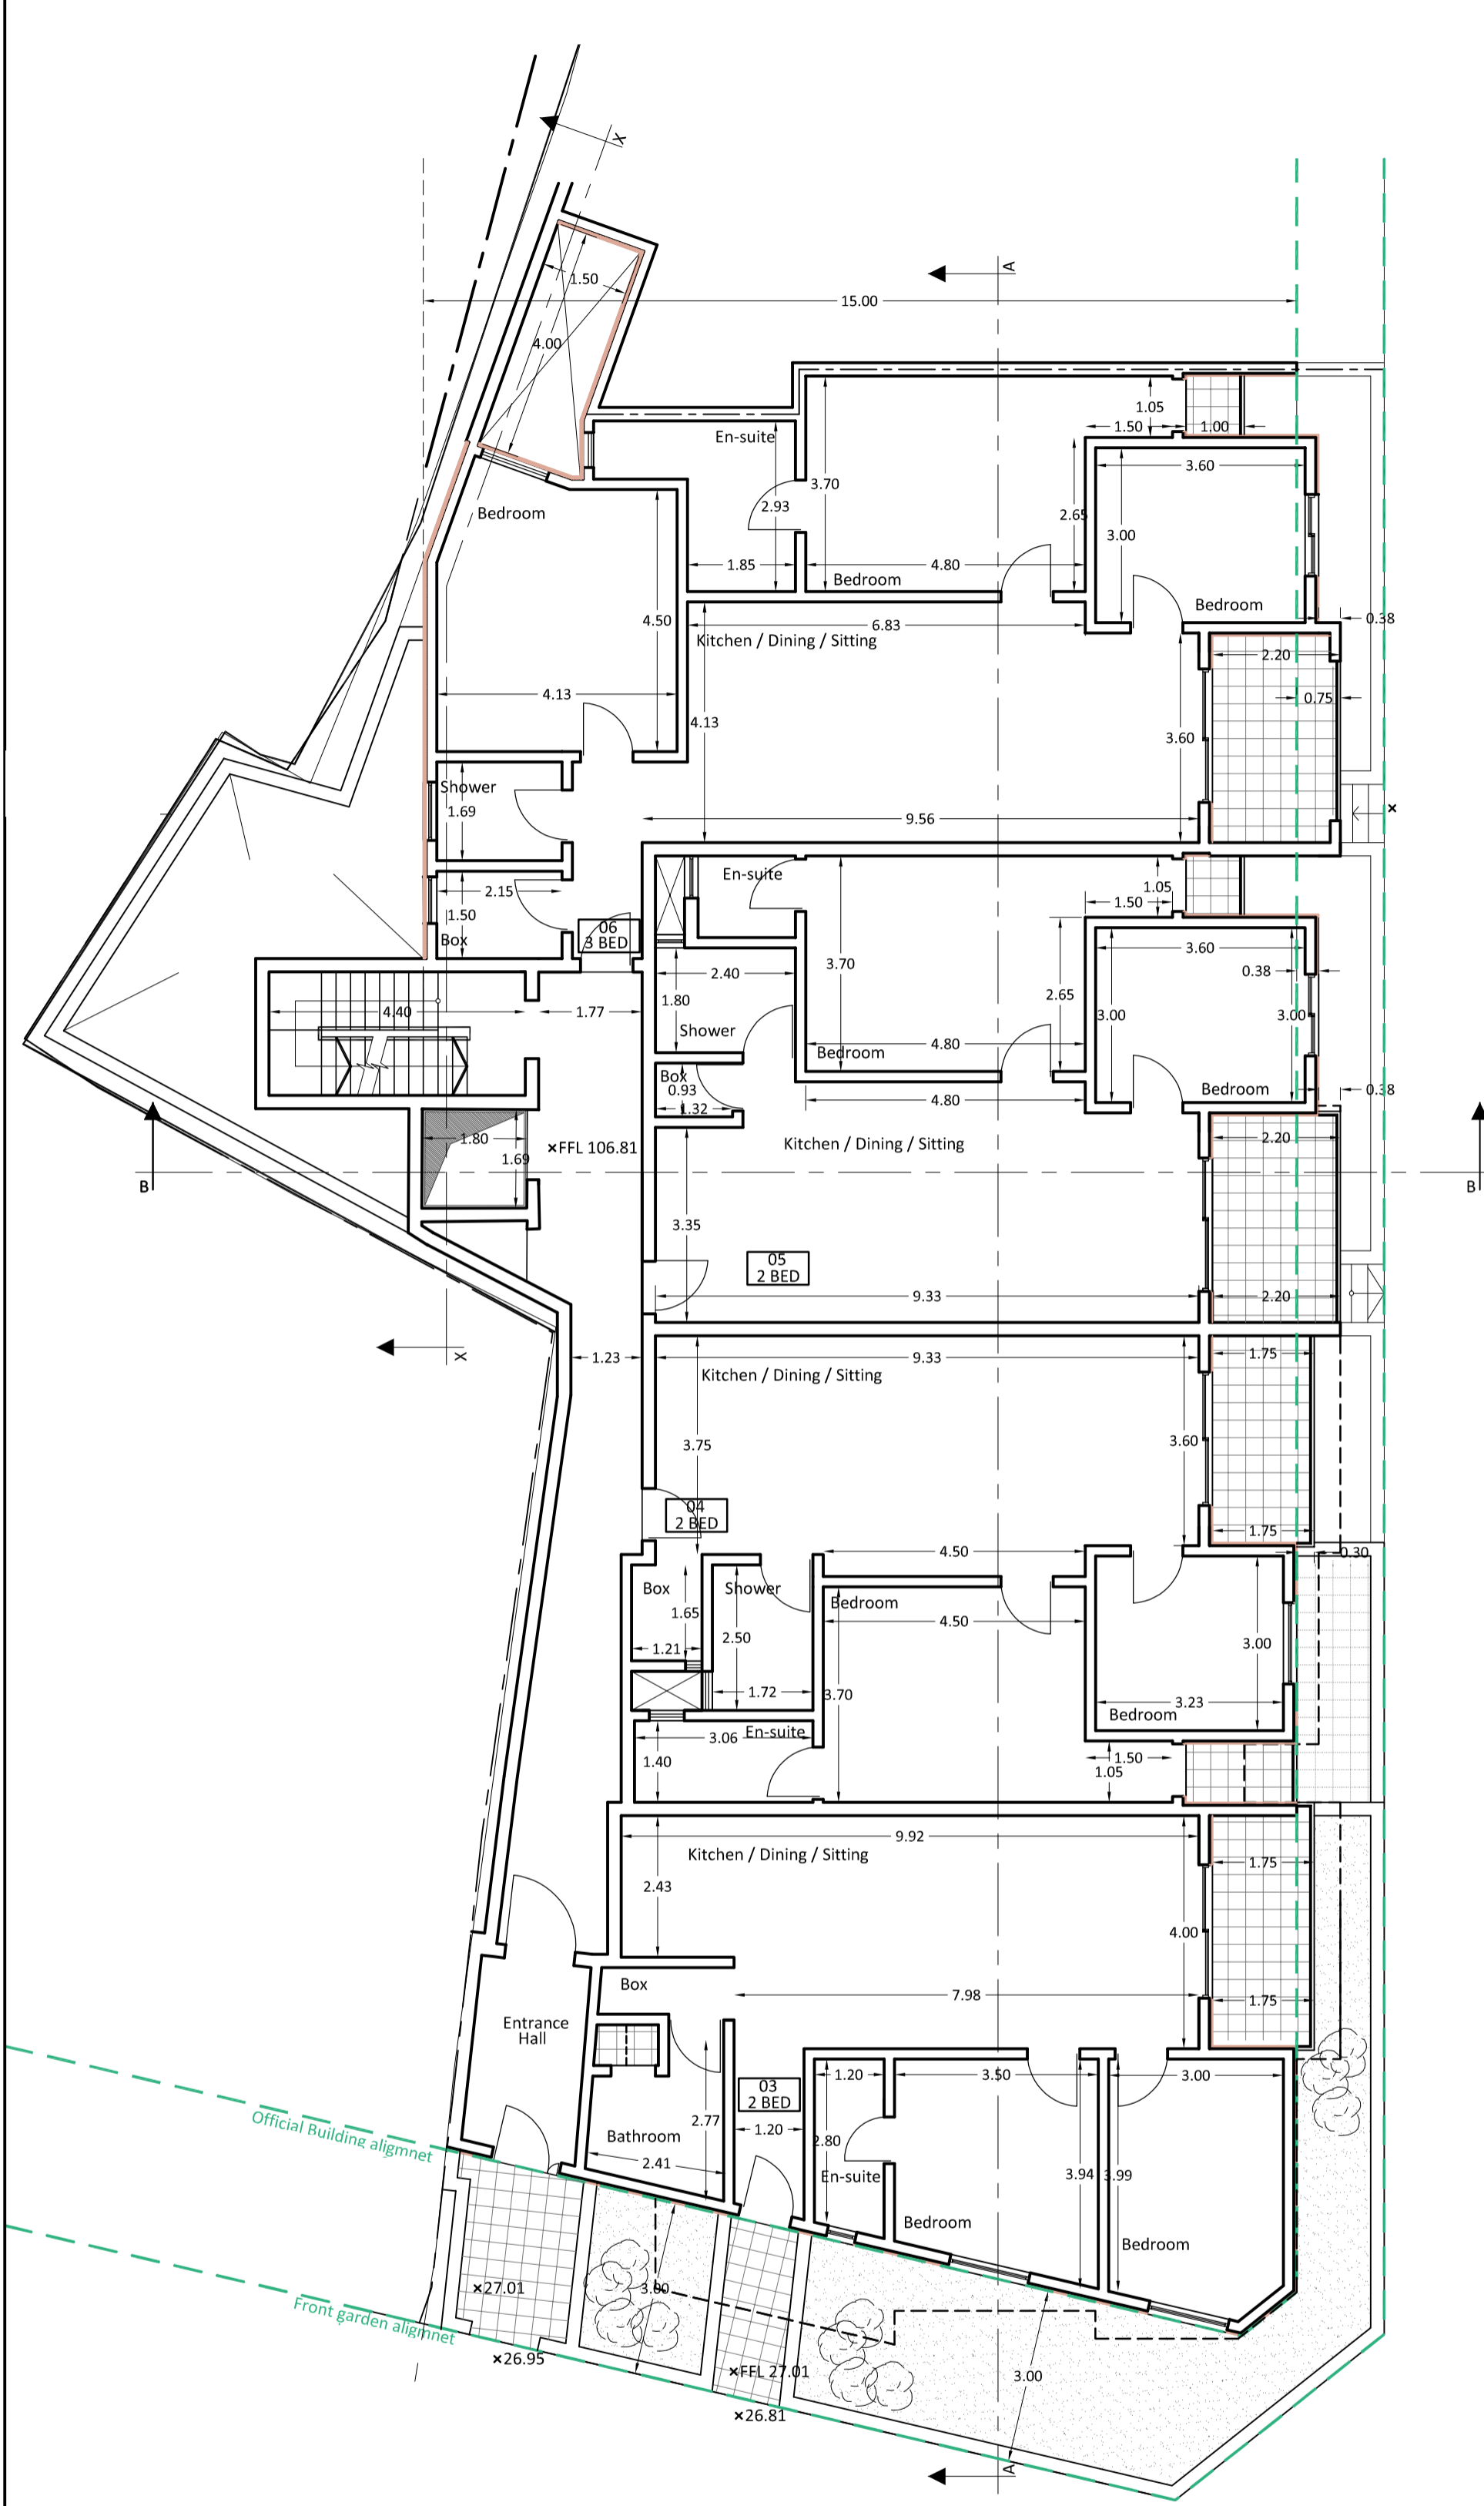 X
1.50
A
15.00
4.00
1.05
1.50
1.00
En-suite
3.60
3.70
2.93
2.65
3.00
Bedroom
1.85
4.80
Bedroom
Bedroom
0.38
4.50
6.83
Kitchen / Dining / Sitting
2.20
4.13
0.75
4.13
3.60
Shower
1.69
9.56
En-suite
2.15
1.05
1.50
1.50
Box
06
3 BED
3.60
2.40
3.70
0.38
2.65
1.80
4.40
1.77
3.00
3.00
Shower
Bedroom
4.80
Box
0.93
1.32
4.80
Bedroom
0.38
1.80
1.69
FFL 106.81
Kitchen / Dining / Sitting
2.20
B
B
3.35
05
2 BED
9.33
2.20
X
1.23
9.33
1.75
Kitchen / Dining / Sitting
3.75
3.60
04
2 BED
1.75
4.50
0.30
Box
Shower
Bedroom
1.65
4.50
2.50
1.21
3.00
1.72
3.70
3.23
Bedroom
3.06
En-suite
1.40
1.50
1.05
9.92
Kitchen / Dining / Sitting
1.75
2.43
4.00
Box
7.98
1.75
Entrance
Hall
1.20
3.50
3.00
03
2 BED
2.77
1.20
Official Building alignmet
Bathroom
2.80
2.41
3.94
3.99
En-suite
Bedroom
Bedroom
27.01
3.00
Front garden alignmet
26.95
FFL 27.01
3.00
26.81
A